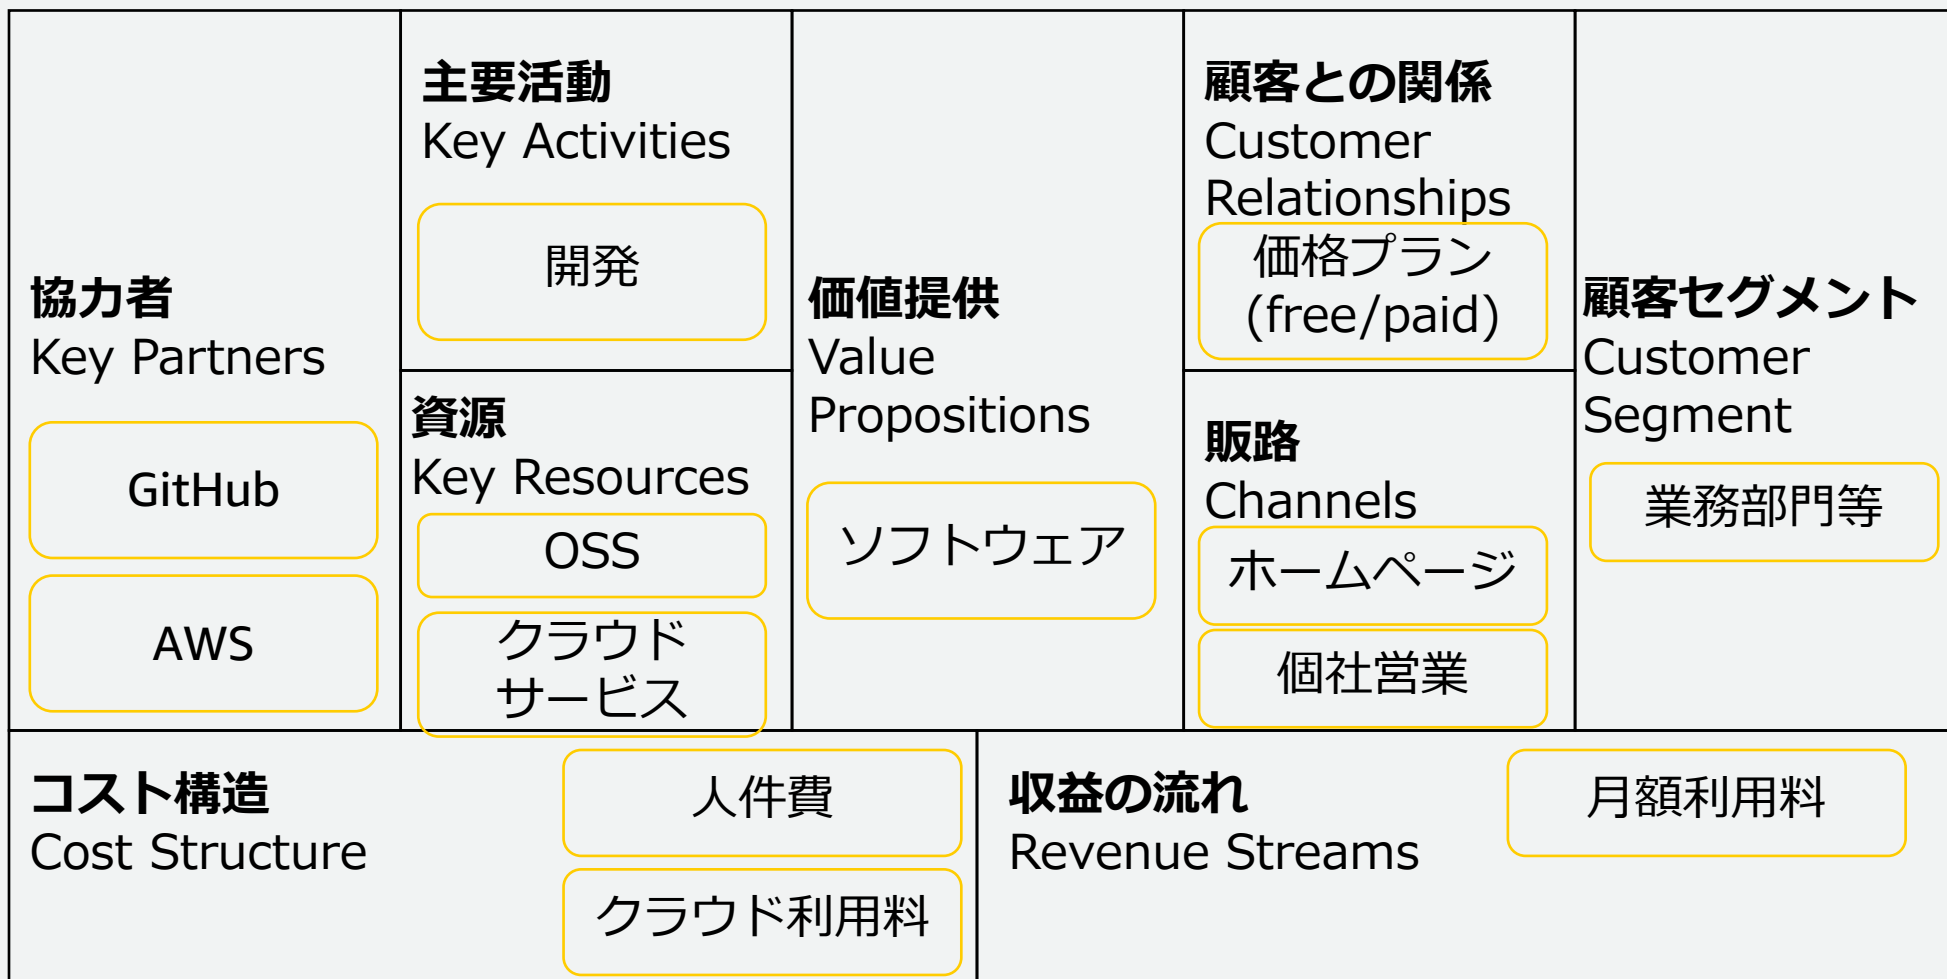 協力者
Key Partners
GitHub
AWS
主要活動
Key Activities
開発
資源
Key Resources
OSS
クラウド
サービス
価値提供
Value
Propositions
ソフトウェア
顧客との関係
Customer
Relationships
価格プラン
(free/paid)
販路
Channels
ホームページ
個社営業
顧客セグメント
Customer
Segment
業務部門等
コスト構造
Cost Structure
人件費
クラウド利用料
収益の流れ
Revenue Streams
月額利用料